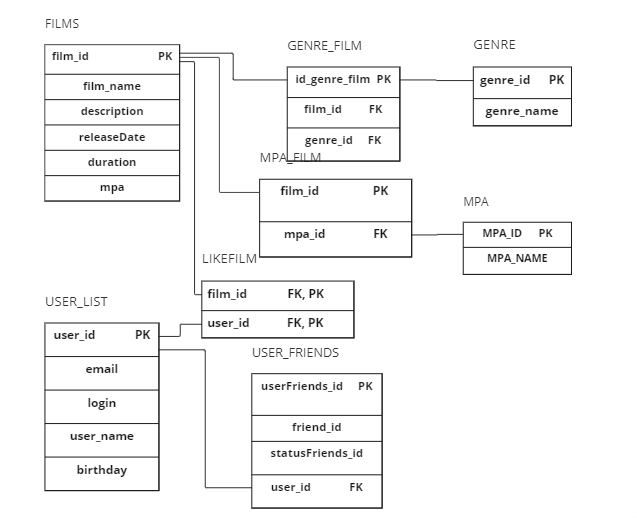 FILMS
film_id PK
film_name
description
releaseDate
duration
mpa
GENRE_FILM
id_genre_film PK
film_id FK
genre_id FK
GENRE
genre_id PK
genre_name
MPA_FILM
film_id PK
mpa_id FK
MPA
MPA_ID PK
MPA_NAME
LIKEFILM
film_id FK, PK
user_id FK, PK
USER_LIST
user_id PK
email
login
user_name
birthday
USER_FRIENDS
userFriends_id PK
friend_id
statusFriends_id
user_id FK